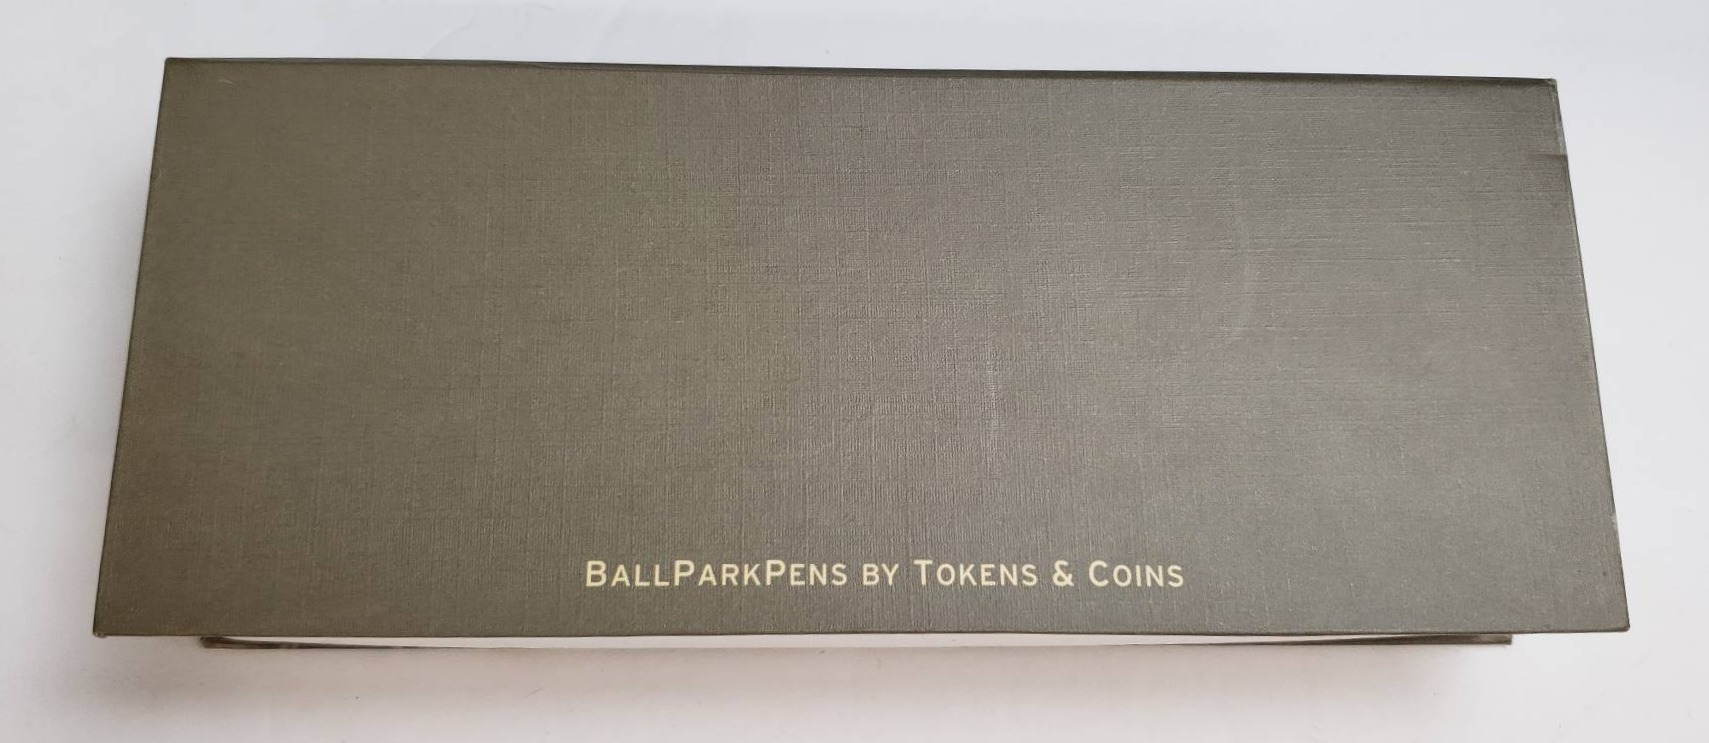 BALLPARKPENS BY TOKENS & COINS